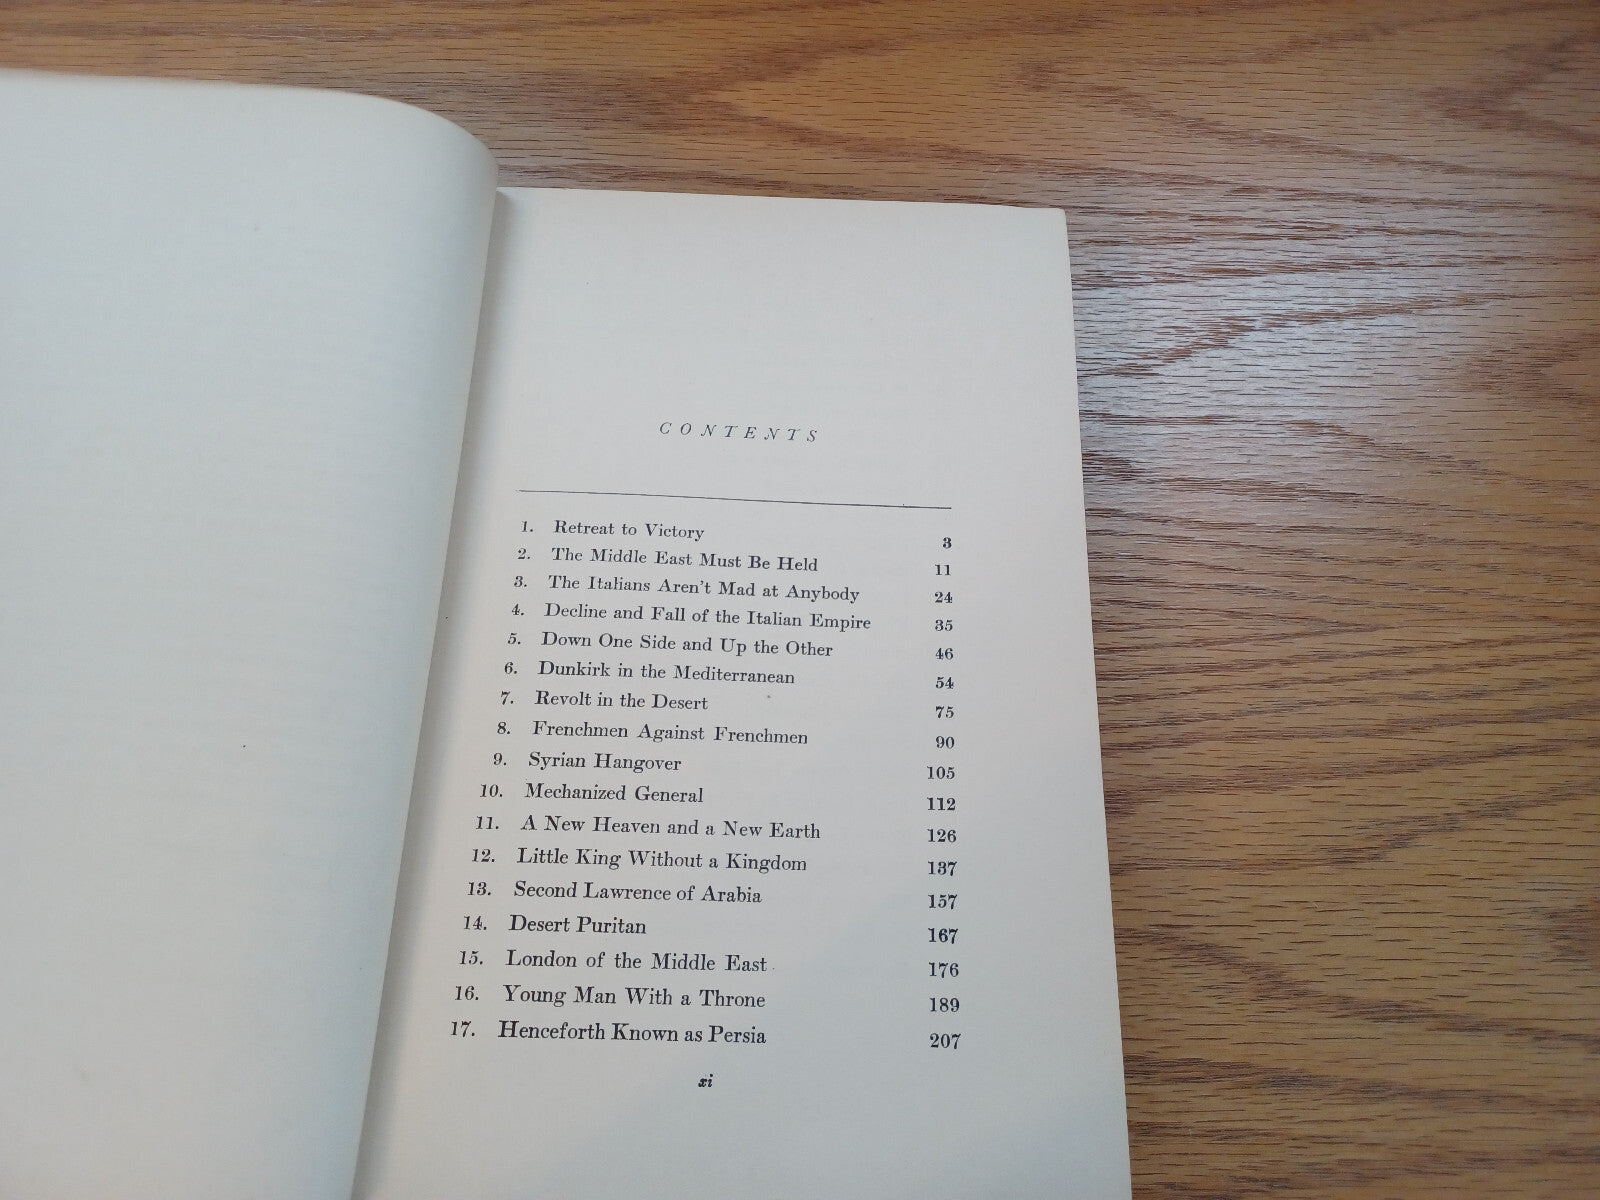 CONTENTS
1. Retreat to Victory 3
2. The Middle East Must Be Held 11
3. The Italians Aren't Mad at Anybody 24
4. Decline and Fall of the Italian Empire 35
5. Down One Side and Up the Other 46
6. Dunkirk in the Mediterranean 54
7. Revolt in the Desert 75
8. Frenchmen Against Frenchmen 90
9. Syrian Hangover 105
10. Mechanized General 112
11. A New Heaven and a New Earth 126
12. Little King Without a Kingdom 137
13. Second Lawrence of Arabia 157
14. Desert Puritan 167
15. London of the Middle East 176
16. Young Man With a Throne 189
17. Henceforth Known as Persia 207
xi